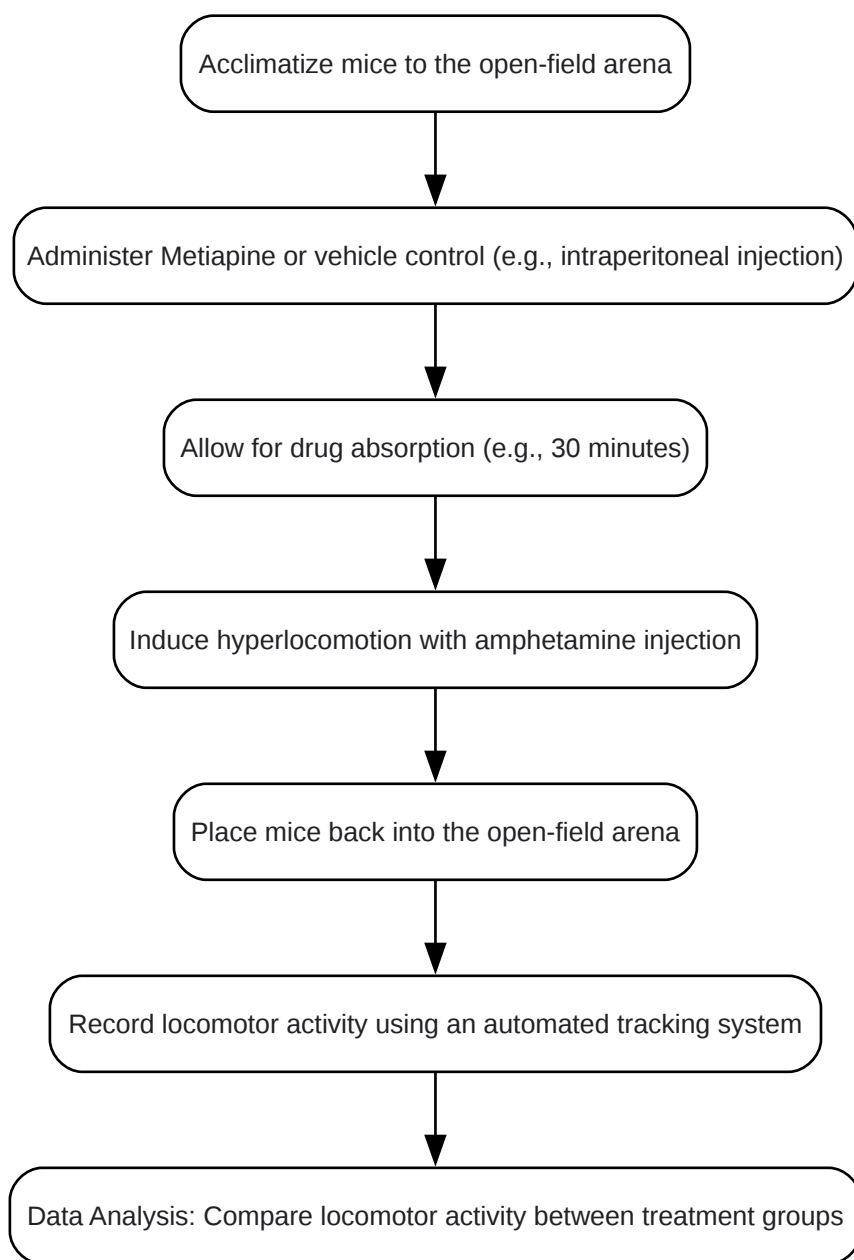 Acclimatize mice to the open-field arena
Administer Metiapine or vehicle control (e.g., intraperitoneal injection)
Allow for drug absorption (e.g., 30 minutes)
Induce hyperlocomotion with amphetamine injection
Place mice back into the open-field arena
Record locomotor activity using an automated tracking system
Data Analysis: Compare locomotor activity between treatment groups